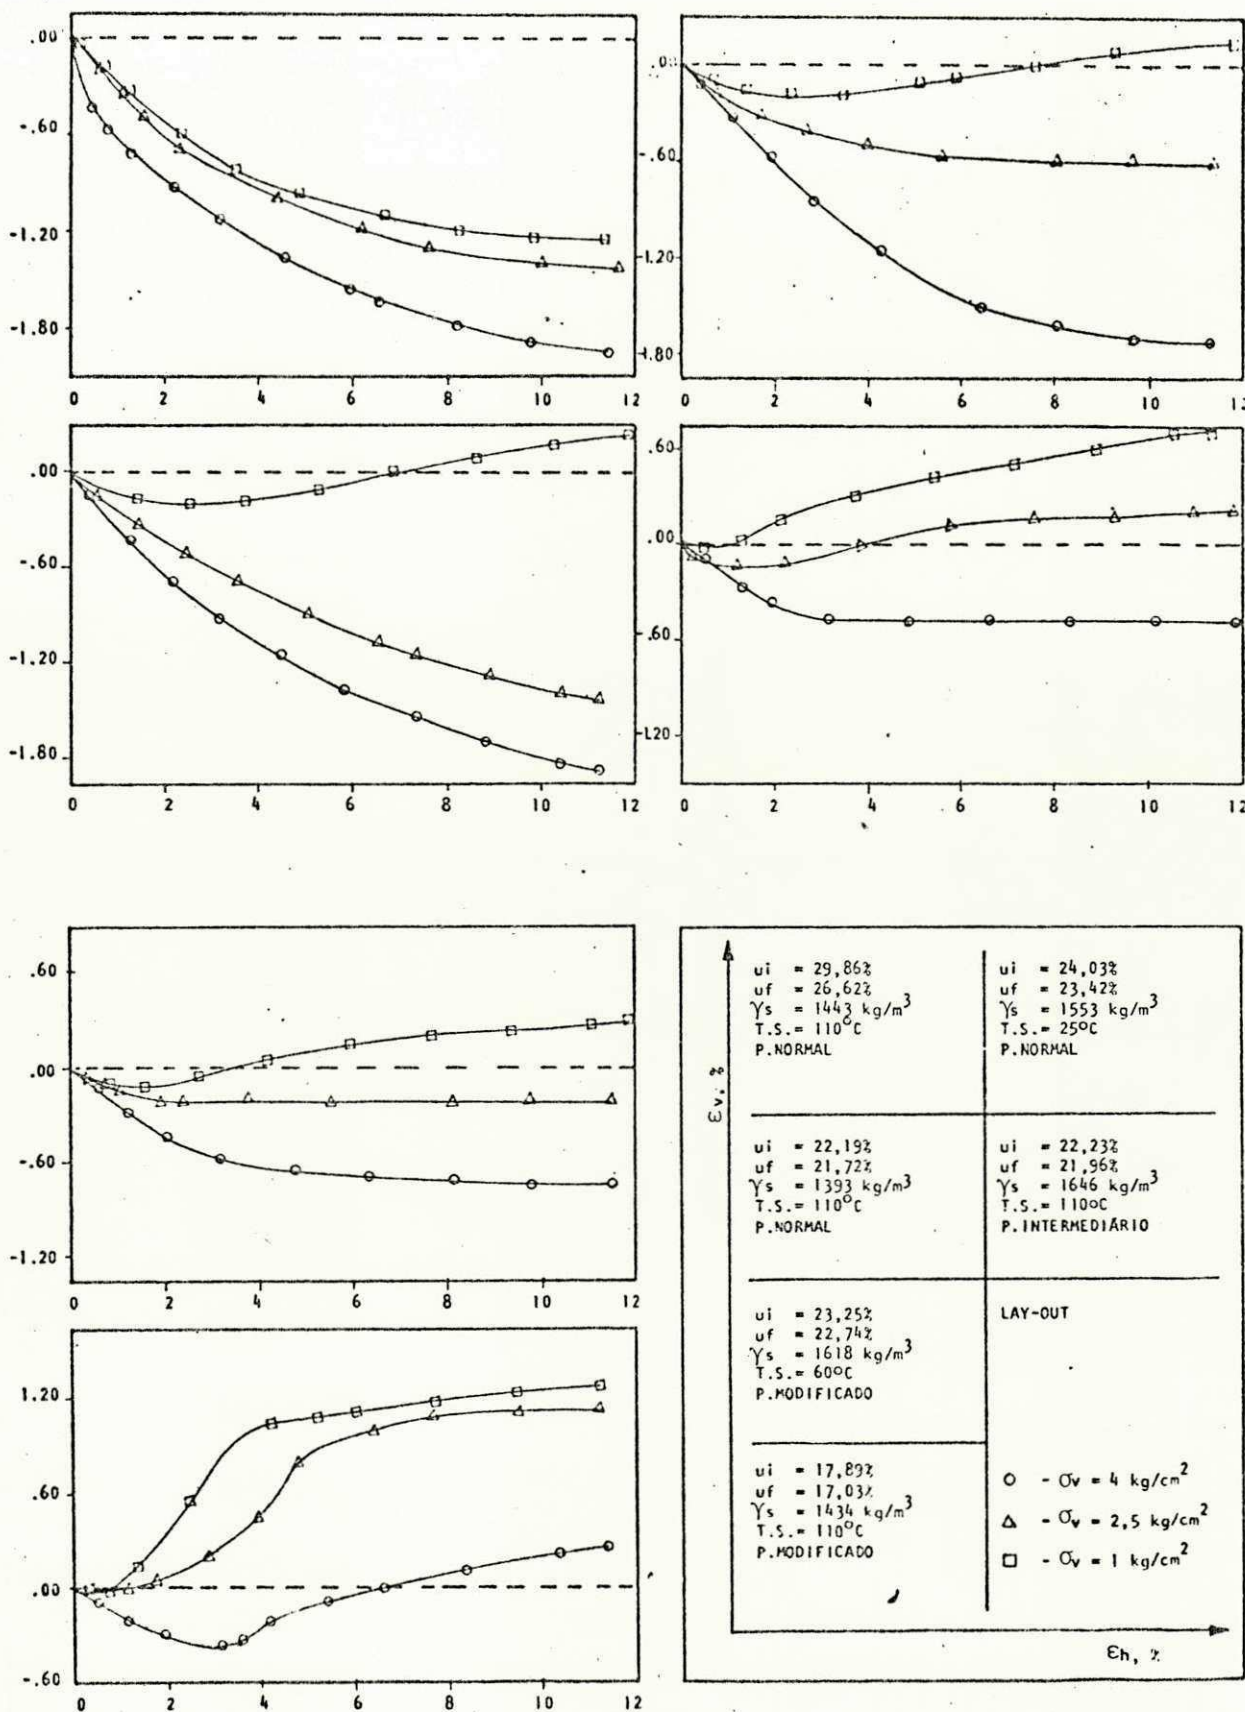 .00
-.60
-1.20
-1.80
0 2 4 6 8 10 12
.00
-.60
-1.20
-1.80
0 2 4 6 8 10 12
.00
-.60
-1.20
-1.80
0 2 4 6 8 10 12
.60
.00
-.60
-1.20
0 2 4 6 8 10 12
.60
.00
-.60
-1.20
0 2 4 6 8 10 12
1.20
.60
.00
-.60
0 2 4 6 8 10 12
εv, %
ui = 29,86%
uf = 26,62%
γs = 1443 kg/m³
T.S.= 110°C
P.NORMAL
ui = 24,03%
uf = 23,42%
γs = 1553 kg/m³
T.S.= 25°C
P.NORMAL
ui = 22,19%
uf = 21,72%
γs = 1393 kg/m³
T.S.= 110°C
P.NORMAL
ui = 22,23%
uf = 21,96%
γs = 1646 kg/m³
T.S.= 110°C
P.INTERMEDIÁRIO
ui = 23,25%
uf = 22,74%
γs = 1618 kg/m³
T.S.= 60°C
P.MODIFICADO
LAY-OUT
ui = 17,89%
uf = 17,03%
γs = 1434 kg/m³
T.S.= 110°C
P.MODIFICADO
○ - σv = 4 kg/cm²
△ - σv = 2,5 kg/cm²
□ - σv = 1 kg/cm²
εh, %